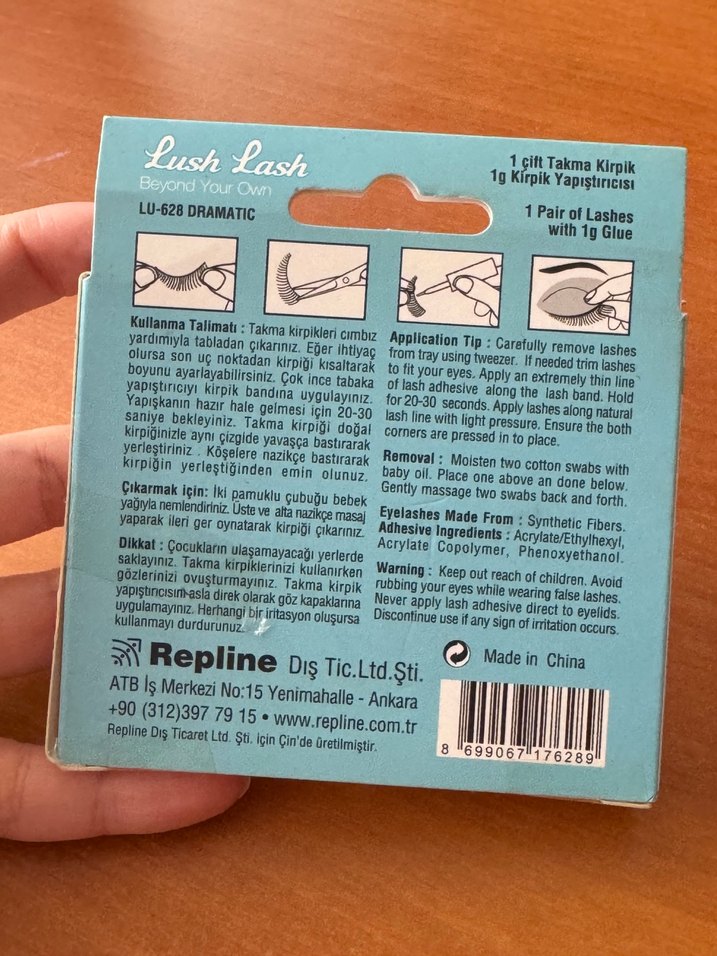 Lush Lash
Beyond Your Own
LU-628 DRAMATIC
1 çift Takma Kirpik
1g Kirpik Yapıştırıcısı
1 Pair of Lashes
with 1g Glue
Kullanma Talimatı : Takma kirpikleri cımbız
yardımıyla tabladan çıkarınız. Eğer ihtiyaç
olursa son uç noktadan kirpiği kısaltarak
boyunu ayarlayabilirsiniz. Çok ince tabaka
yapıştırıcıyı kirpik bandına uygulayınız.
Yapışkanın hazır hale gelmesi için 20-30
saniye bekleyiniz. Takma kirpiği doğal
kirpiğinizle aynı çizgide yavaşça bastırarak
yerleştiriniz . Köşelere nazikçe bastırarak
kirpiğin yerleştiğinden emin olunuz.
Çıkarmak için: İki pamuklu çubuğu bebek
yağıyla nemlendiriniz. Üste ve alta nazikçe masaj
yaparak ileri ger oynatarak kirpiği çıkarınız.
Dikkat : Çocukların ulaşamayacağı yerlerde
saklayınız. Takma kirpiklerinizi kullanırken
gözlerinizi ovuşturmayınız. Takma kirpik
yapıştırıcısını asla direk olarak göz kapaklarına
uygulamayınız. Herhangi bir iritasyon oluşursa
kullanmayı durdurunuz.
Application Tip : Carefully remove lashes
from tray using tweezer. If needed trim lashes
to fit your eyes. Apply an extremely thin line
of lash adhesive along the lash band. Hold
for 20-30 seconds. Apply lashes along natural
lash line with light pressure. Ensure the both
corners are pressed in to place.
Removal : Moisten two cotton swabs with
baby oil. Place one above an done below.
Gently massage two swabs back and forth.
Eyelashes Made From : Synthetic Fibers.
Adhesive Ingredients : Acrylate/Ethylhexyl,
Acrylate Copolymer, Phenoxyethanol.
Warning : Keep out reach of children. Avoid
rubbing your eyes while wearing false lashes.
Never apply lash adhesive direct to eyelids.
Discontinue use if any sign of irritation occurs.
Repline Dış Tic.Ltd.Şti.
ATB İş Merkezi No:15 Yenimahalle - Ankara
+90 (312)397 79 15 • www.repline.com.tr
Repline Dış Ticaret Ltd. Şti. İçin Çin'de üretilmiştir.
Made in China
8 699067 176289